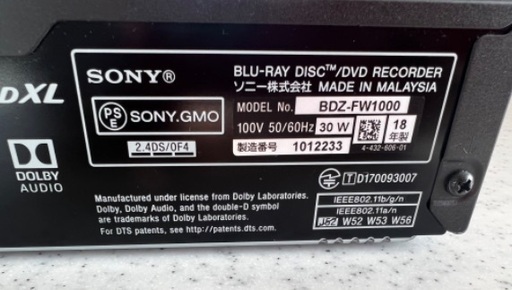 DXL
DOLBY
AUDIO
SONY®
BLU-RAY DISC™/DVD RECORDER
ソニー株式会社 MADE IN MALAYSIA
PSE SONY.GMO
MODEL No. BDZ-FW1000
100V 50/60Hz 30 W
18年製
2.4DS/OF4
製造番号 1012233
4-432-606-01
T D170093007
Manufactured under license from Dolby Laboratories.
Dolby, Dolby Audio, and the double-D symbol
are trademarks of Dolby Laboratories.
For DTS patents, see http://patents.dts.com.
IEEE802.11b/g/n
IEEE802.11a/n
J52 W52 W53 W56